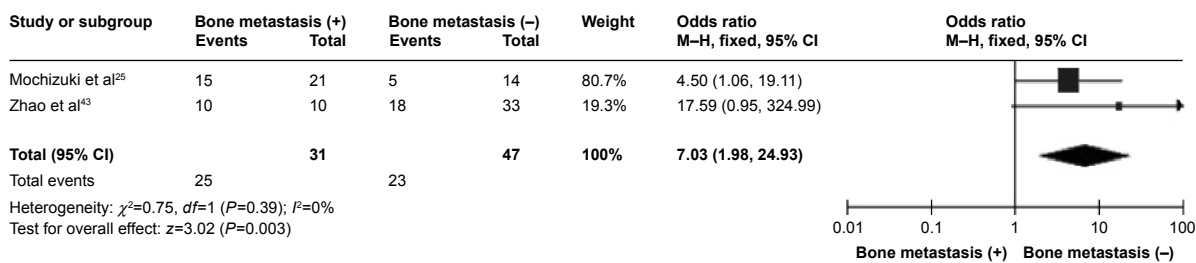 Study or subgroup Bone metastasis (+) Bone metastasis (–) Weight Odds ratio Odds ratio
Events Total Events Total M–H, fixed, 95% CI M–H, fixed, 95% CI
Mochizuki et al²⁵ 15 21 5 14 80.7% 4.50 (1.06, 19.11)
Zhao et al⁴³ 10 10 18 33 19.3% 17.59 (0.95, 324.99)
Total (95% CI) 31 47 100% 7.03 (1.98, 24.93)
Total events 25 23
Heterogeneity: χ²=0.75, df=1 (P=0.39); I²=0%
Test for overall effect: z=3.02 (P=0.003)
0.01 0.1 1 10 100
Bone metastasis (+) Bone metastasis (–)